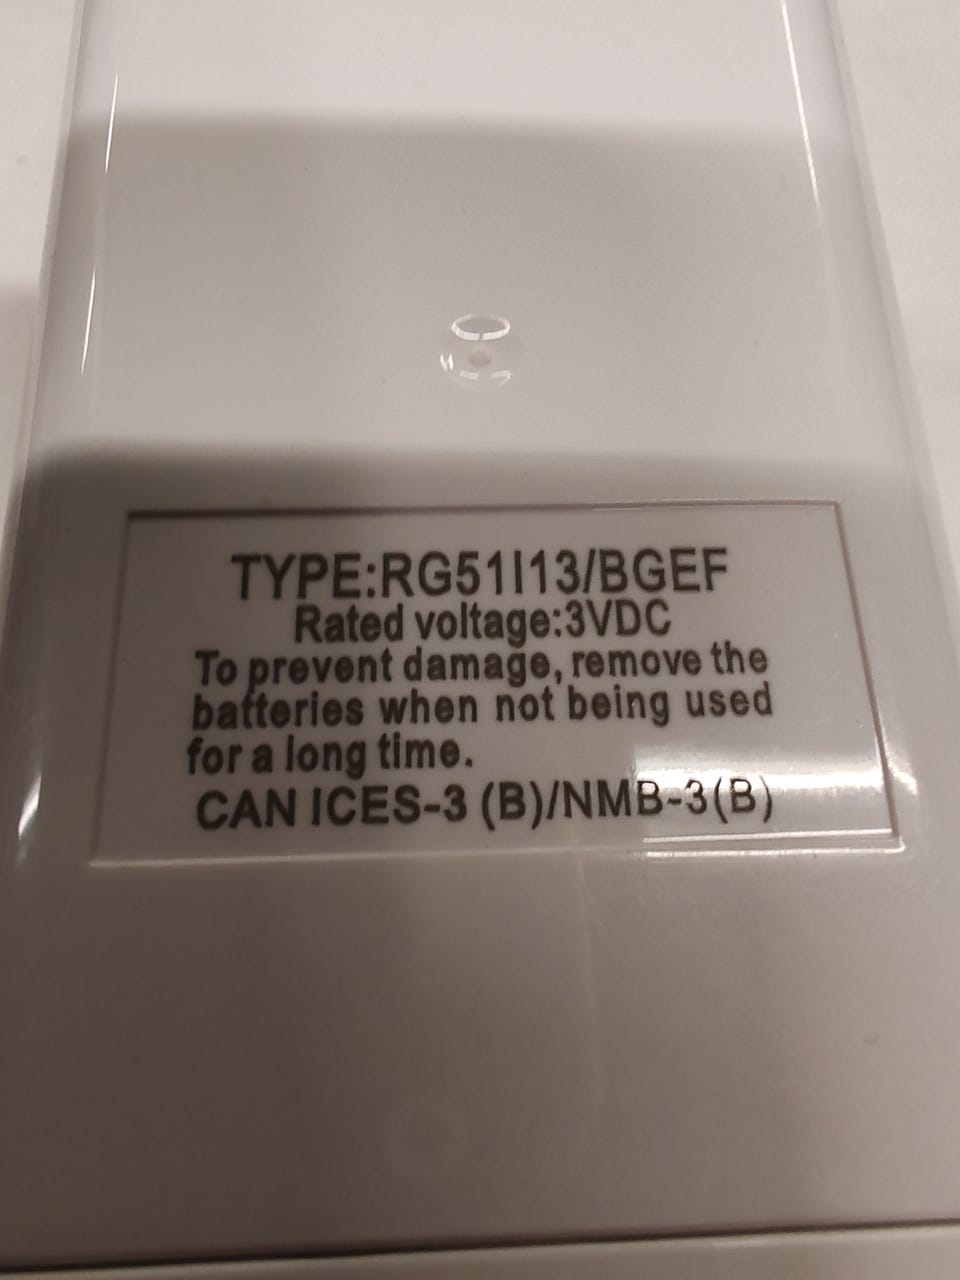 TYPE:RG51I13/BGEF
Rated voltage:3VDC
To prevent damage, remove the
batteries when not being used
for a long time.
CAN ICES-3 (B)/NMB-3(B)